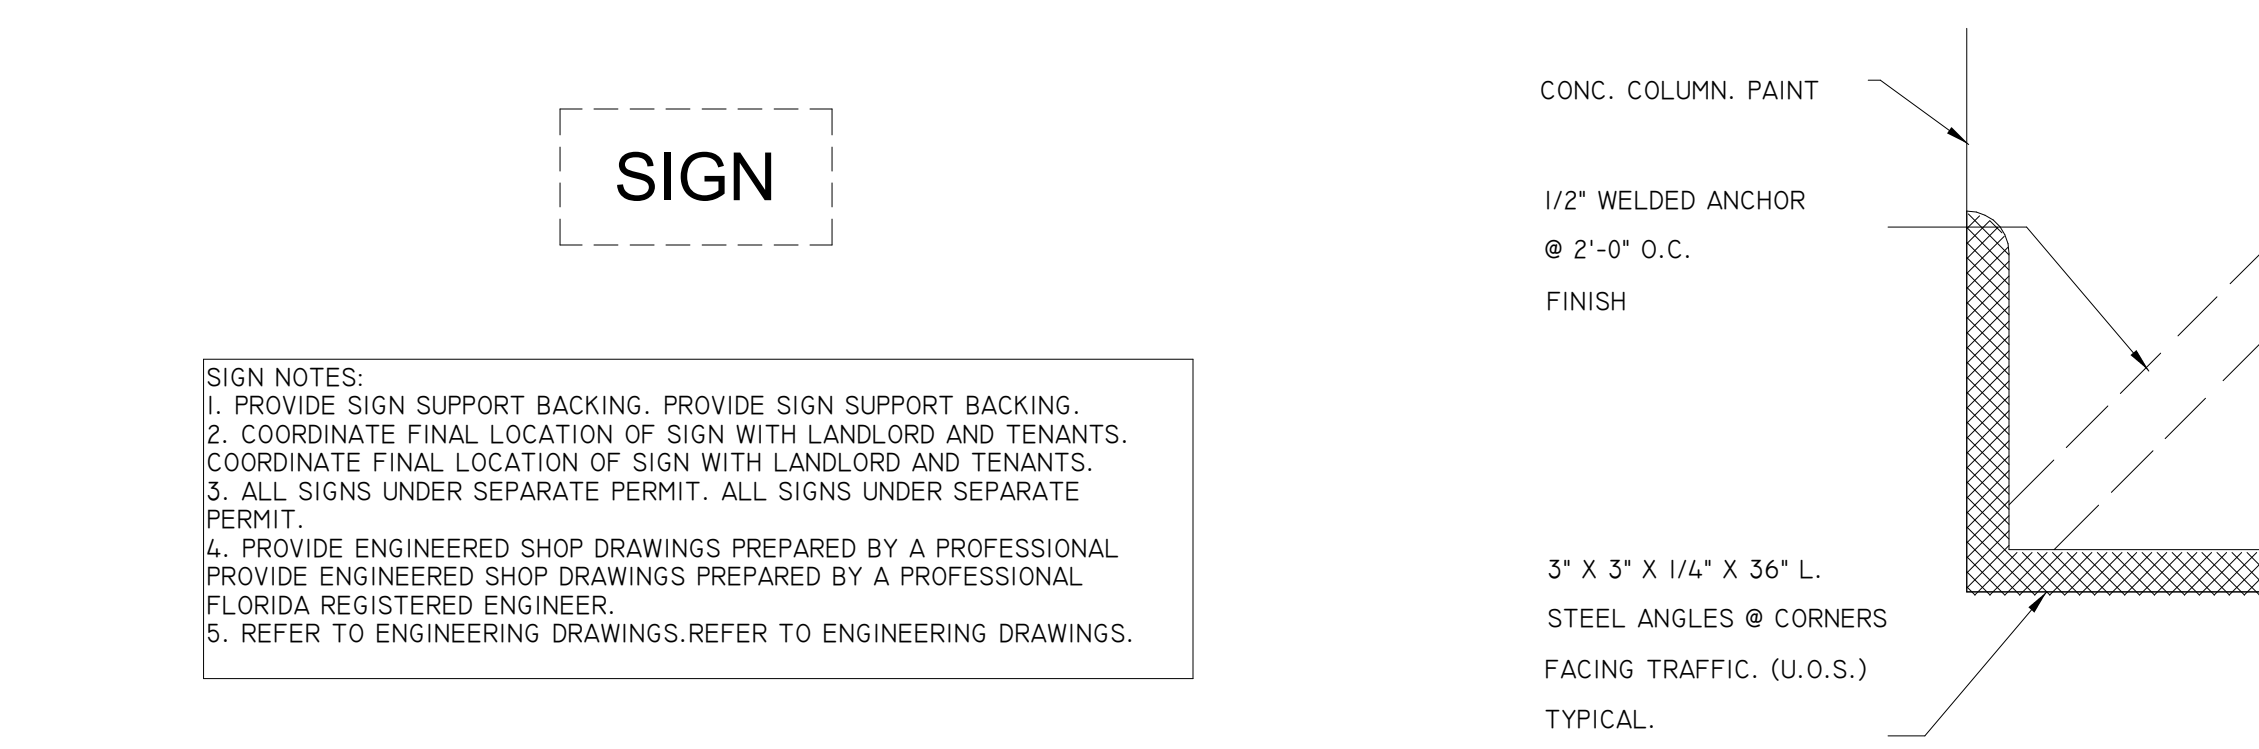 SIGN
SIGN NOTES:
1. PROVIDE SIGN SUPPORT BACKING. PROVIDE SIGN SUPPORT BACKING.
2. COORDINATE FINAL LOCATION OF SIGN WITH LANDLORD AND TENANTS.
COORDINATE FINAL LOCATION OF SIGN WITH LANDLORD AND TENANTS.
3. ALL SIGNS UNDER SEPARATE PERMIT. ALL SIGNS UNDER SEPARATE
PERMIT.
4. PROVIDE ENGINEERED SHOP DRAWINGS PREPARED BY A PROFESSIONAL
PROVIDE ENGINEERED SHOP DRAWINGS PREPARED BY A PROFESSIONAL
FLORIDA REGISTERED ENGINEER.
5. REFER TO ENGINEERING DRAWINGS.REFER TO ENGINEERING DRAWINGS.
CONC. COLUMN. PAINT
1/2" WELDED ANCHOR
@ 2'-0" O.C.
FINISH
3" X 3" X 1/4" X 36" L.
STEEL ANGLES @ CORNERS
FACING TRAFFIC. (U.O.S.)
TYPICAL.